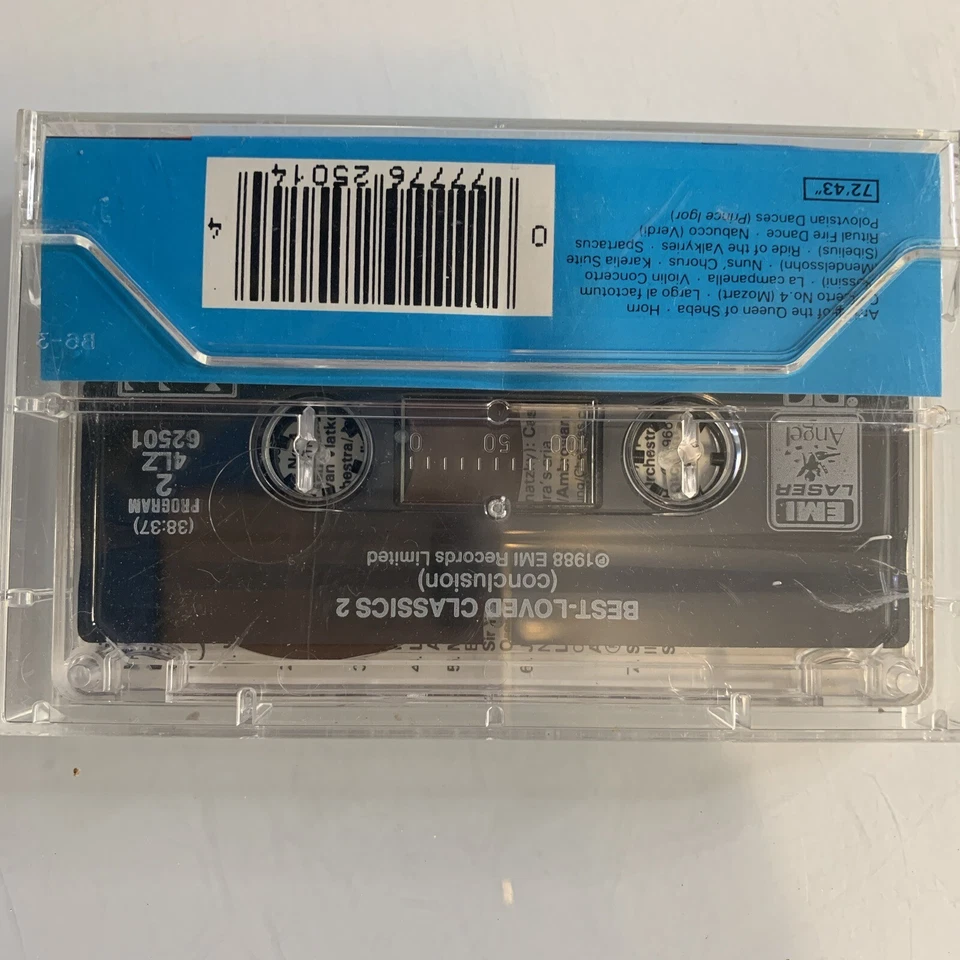 BEST-LOVED CLASSICS 2
(conclusion)
℗1988 EMI Records Limited
EMI
LASER
Angel
(38:37)
PROGRAM
2
4LZ
62501
100 50 0
of the Queen of Sheba · Horn
No.4 (Mozart) · Largo al factotum
· La campanella · Violin Concerto
(Mendelssohn) · Nuns' Chorus · Karelia Suite
(Sibelius) · Ride of the Valkyries · Spartacus
Ritual Fire Dance · Nabucco (Verdi)
Polovtsian Dances (Prince Igor)
72'43"
0 77776 25014 4